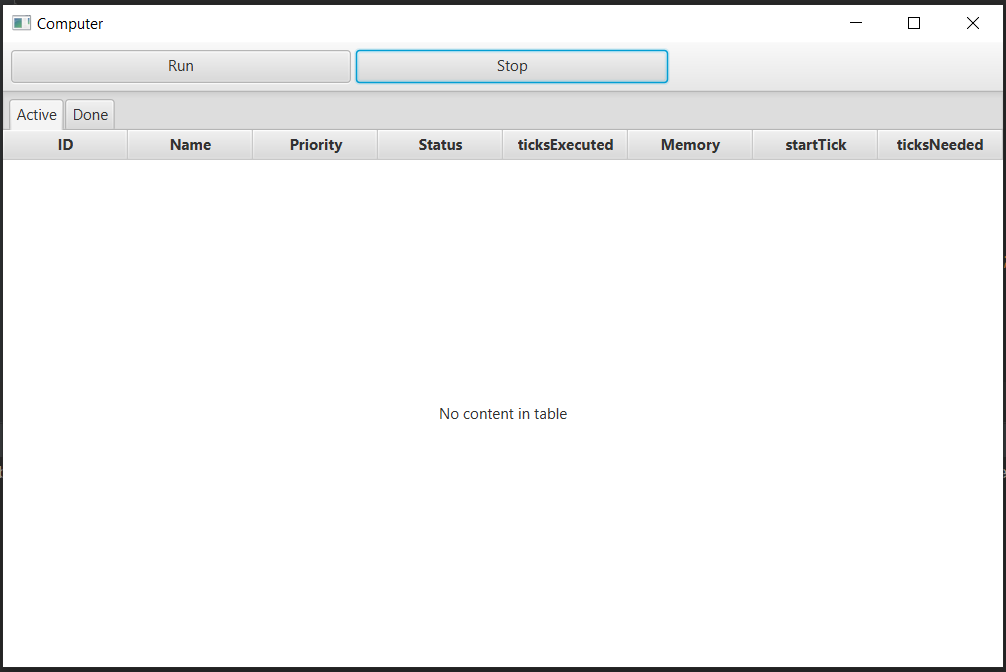 Computer
Run Stop
Active Done
ID Name Priority Status ticksExecuted Memory startTick ticksNeeded
No content in table